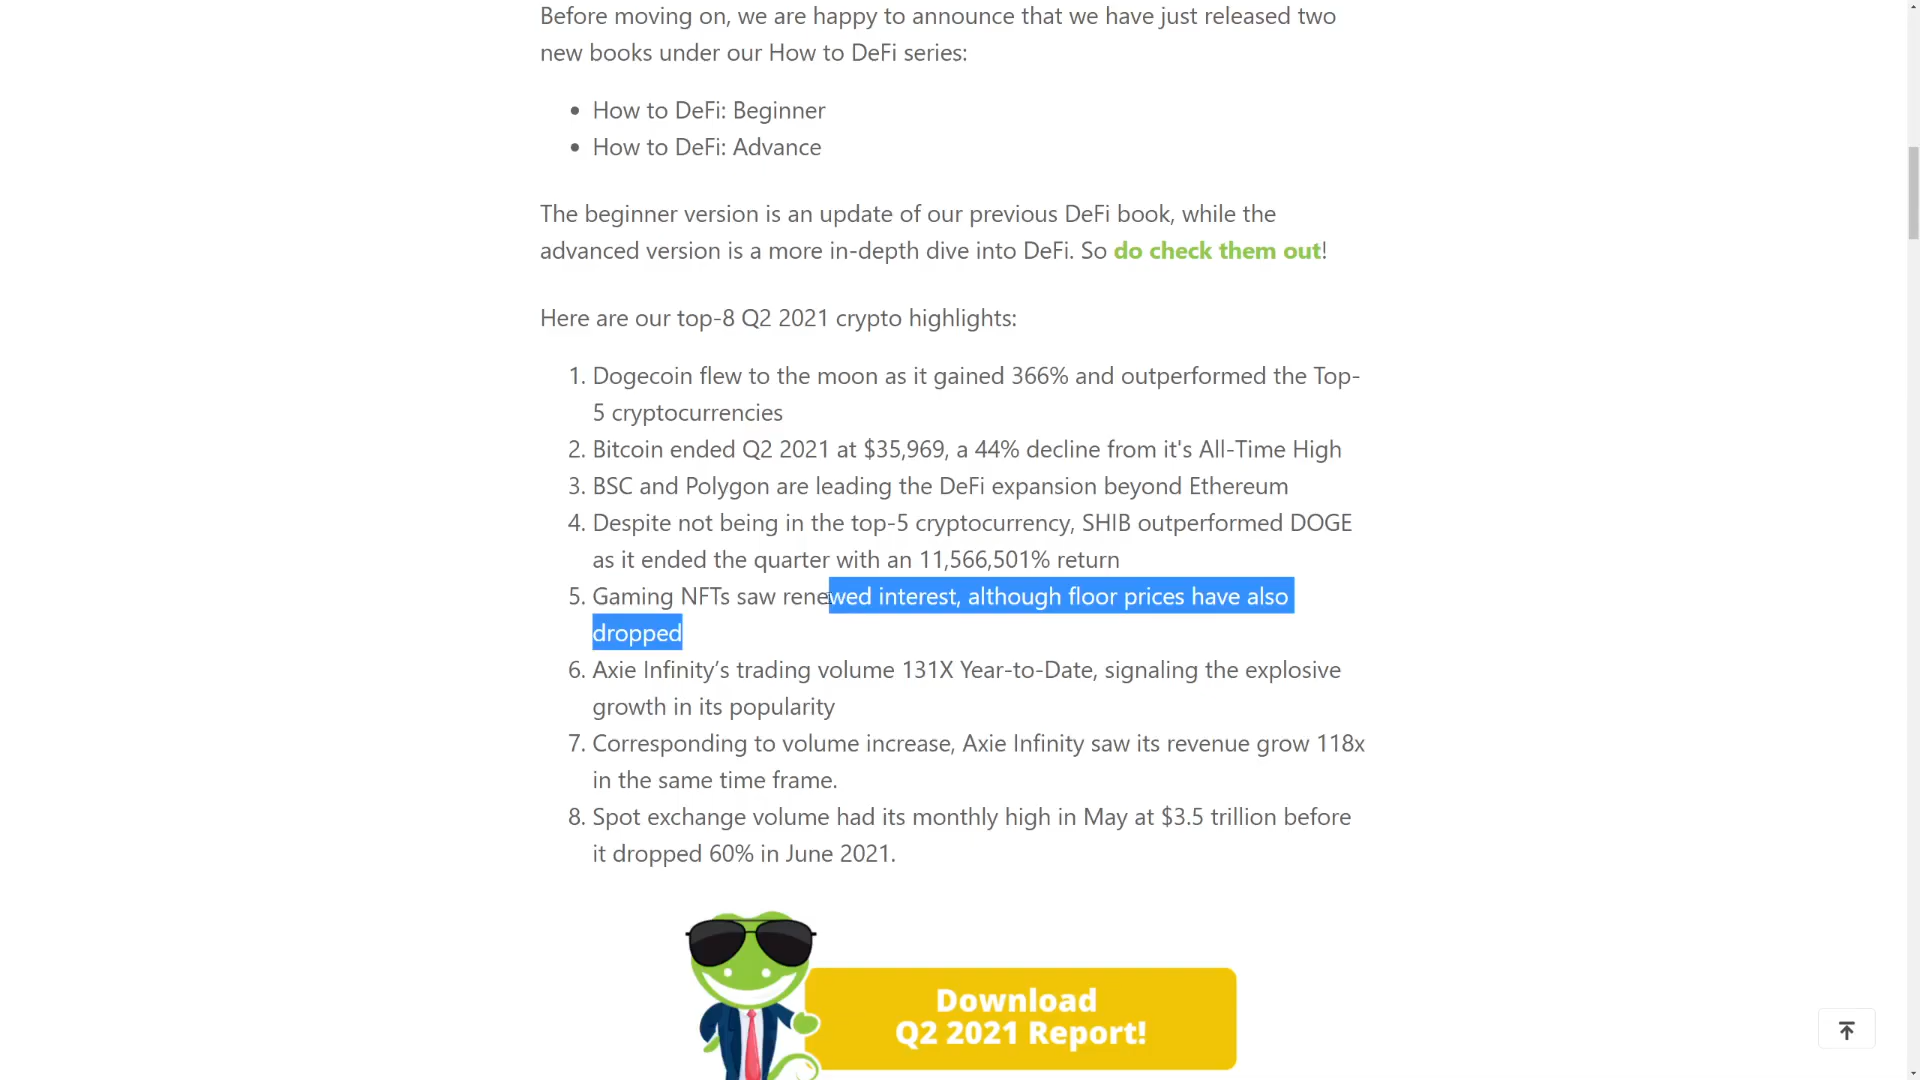 Before moving on, we are happy to announce that we have just released two
new books under our How to DeFi series:
• How to DeFi: Beginner
• How to DeFi: Advance
The beginner version is an update of our previous DeFi book, while the
advanced version is a more in-depth dive into DeFi. So do check them out!
Here are our top-8 Q2 2021 crypto highlights:
1. Dogecoin flew to the moon as it gained 366% and outperformed the Top-
5 cryptocurrencies
2. Bitcoin ended Q2 2021 at $35,969, a 44% decline from it's All-Time High
3. BSC and Polygon are leading the DeFi expansion beyond Ethereum
4. Despite not being in the top-5 cryptocurrency, SHIB outperformed DOGE
as it ended the quarter with an 11,566,501% return
5. Gaming NFTs saw renewed interest, although floor prices have also
dropped
6. Axie Infinity’s trading volume 131X Year-to-Date, signaling the explosive
growth in its popularity
7. Corresponding to volume increase, Axie Infinity saw its revenue grow 118x
in the same time frame.
8. Spot exchange volume had its monthly high in May at $3.5 trillion before
it dropped 60% in June 2021.
Download
Q2 2021 Report!